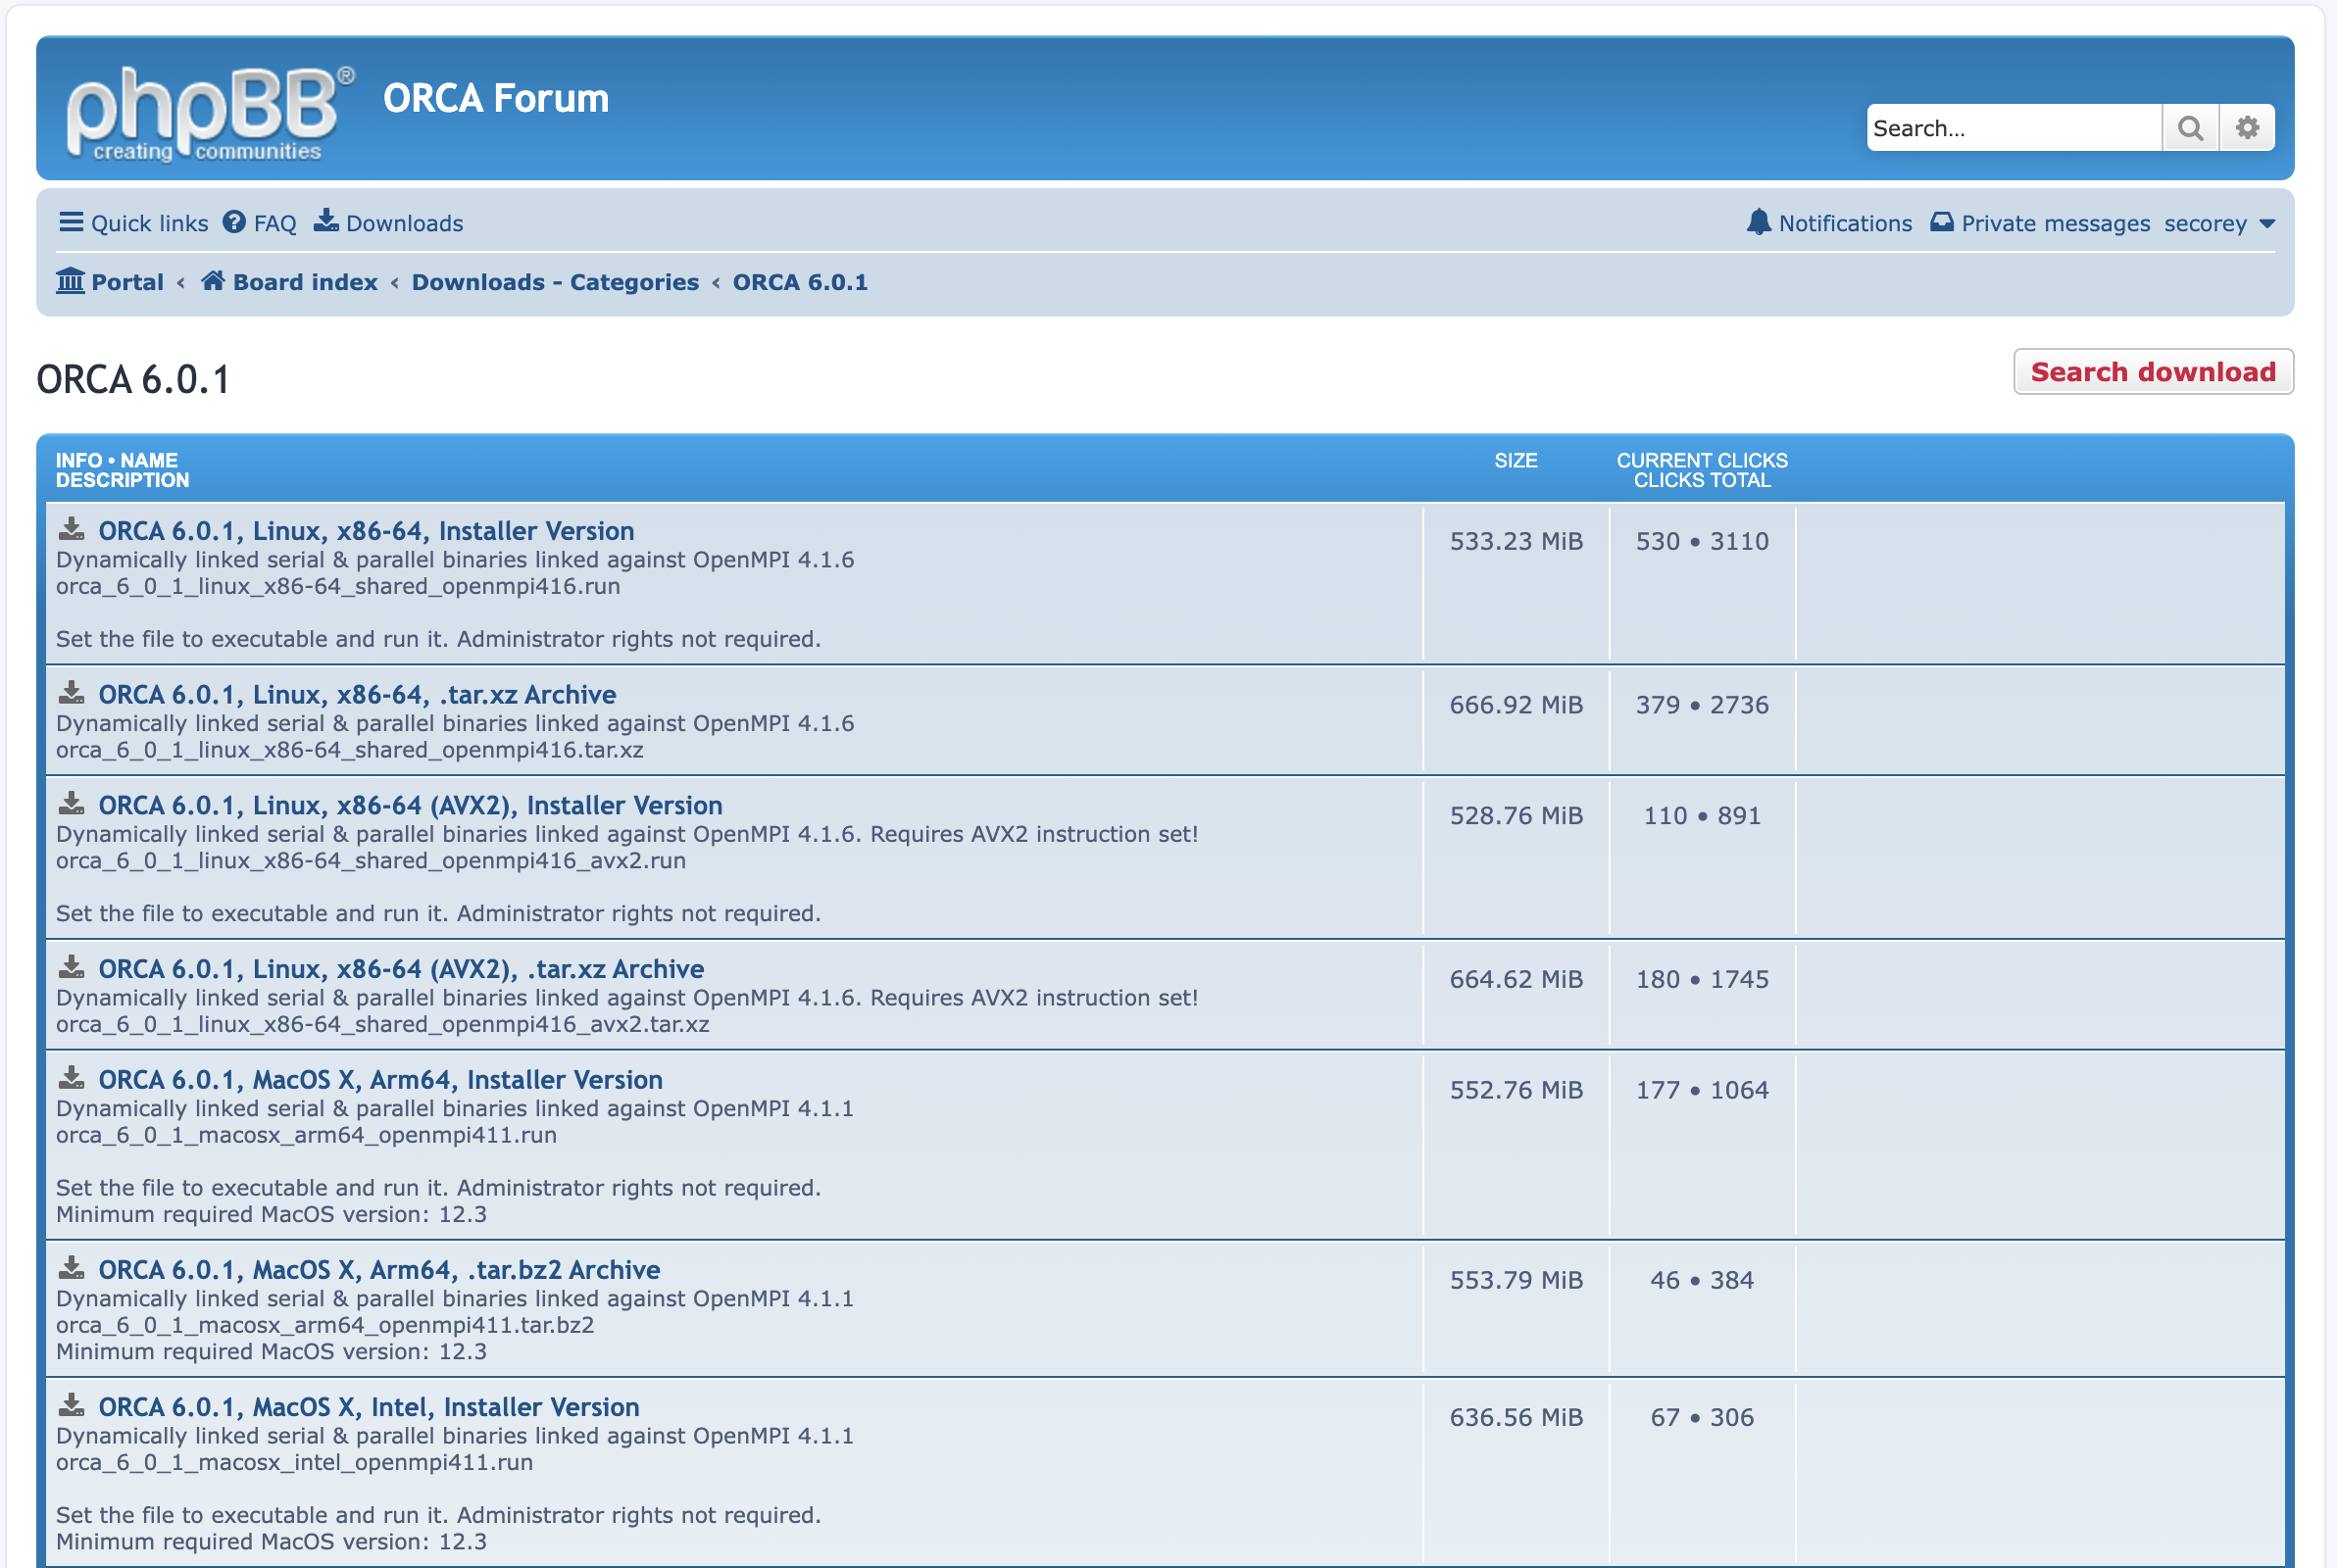 phpBB®
creating communities
ORCA Forum
Search…
Quick links FAQ Downloads
Notifications Private messages secorey
Portal ‹ Board index ‹ Downloads - Categories ‹ ORCA 6.0.1
ORCA 6.0.1
Search download
INFO • NAME
DESCRIPTION
SIZE
CURRENT CLICKS
CLICKS TOTAL
ORCA 6.0.1, Linux, x86-64, Installer Version
Dynamically linked serial & parallel binaries linked against OpenMPI 4.1.6
orca_6_0_1_linux_x86-64_shared_openmpi416.run
Set the file to executable and run it. Administrator rights not required.
533.23 MiB
530 • 3110
ORCA 6.0.1, Linux, x86-64, .tar.xz Archive
Dynamically linked serial & parallel binaries linked against OpenMPI 4.1.6
orca_6_0_1_linux_x86-64_shared_openmpi416.tar.xz
666.92 MiB
379 • 2736
ORCA 6.0.1, Linux, x86-64 (AVX2), Installer Version
Dynamically linked serial & parallel binaries linked against OpenMPI 4.1.6. Requires AVX2 instruction set!
orca_6_0_1_linux_x86-64_shared_openmpi416_avx2.run
Set the file to executable and run it. Administrator rights not required.
528.76 MiB
110 • 891
ORCA 6.0.1, Linux, x86-64 (AVX2), .tar.xz Archive
Dynamically linked serial & parallel binaries linked against OpenMPI 4.1.6. Requires AVX2 instruction set!
orca_6_0_1_linux_x86-64_shared_openmpi416_avx2.tar.xz
664.62 MiB
180 • 1745
ORCA 6.0.1, MacOS X, Arm64, Installer Version
Dynamically linked serial & parallel binaries linked against OpenMPI 4.1.1
orca_6_0_1_macosx_arm64_openmpi411.run
Set the file to executable and run it. Administrator rights not required.
Minimum required MacOS version: 12.3
552.76 MiB
177 • 1064
ORCA 6.0.1, MacOS X, Arm64, .tar.bz2 Archive
Dynamically linked serial & parallel binaries linked against OpenMPI 4.1.1
orca_6_0_1_macosx_arm64_openmpi411.tar.bz2
Minimum required MacOS version: 12.3
553.79 MiB
46 • 384
ORCA 6.0.1, MacOS X, Intel, Installer Version
Dynamically linked serial & parallel binaries linked against OpenMPI 4.1.1
orca_6_0_1_macosx_intel_openmpi411.run
Set the file to executable and run it. Administrator rights not required.
Minimum required MacOS version: 12.3
636.56 MiB
67 • 306